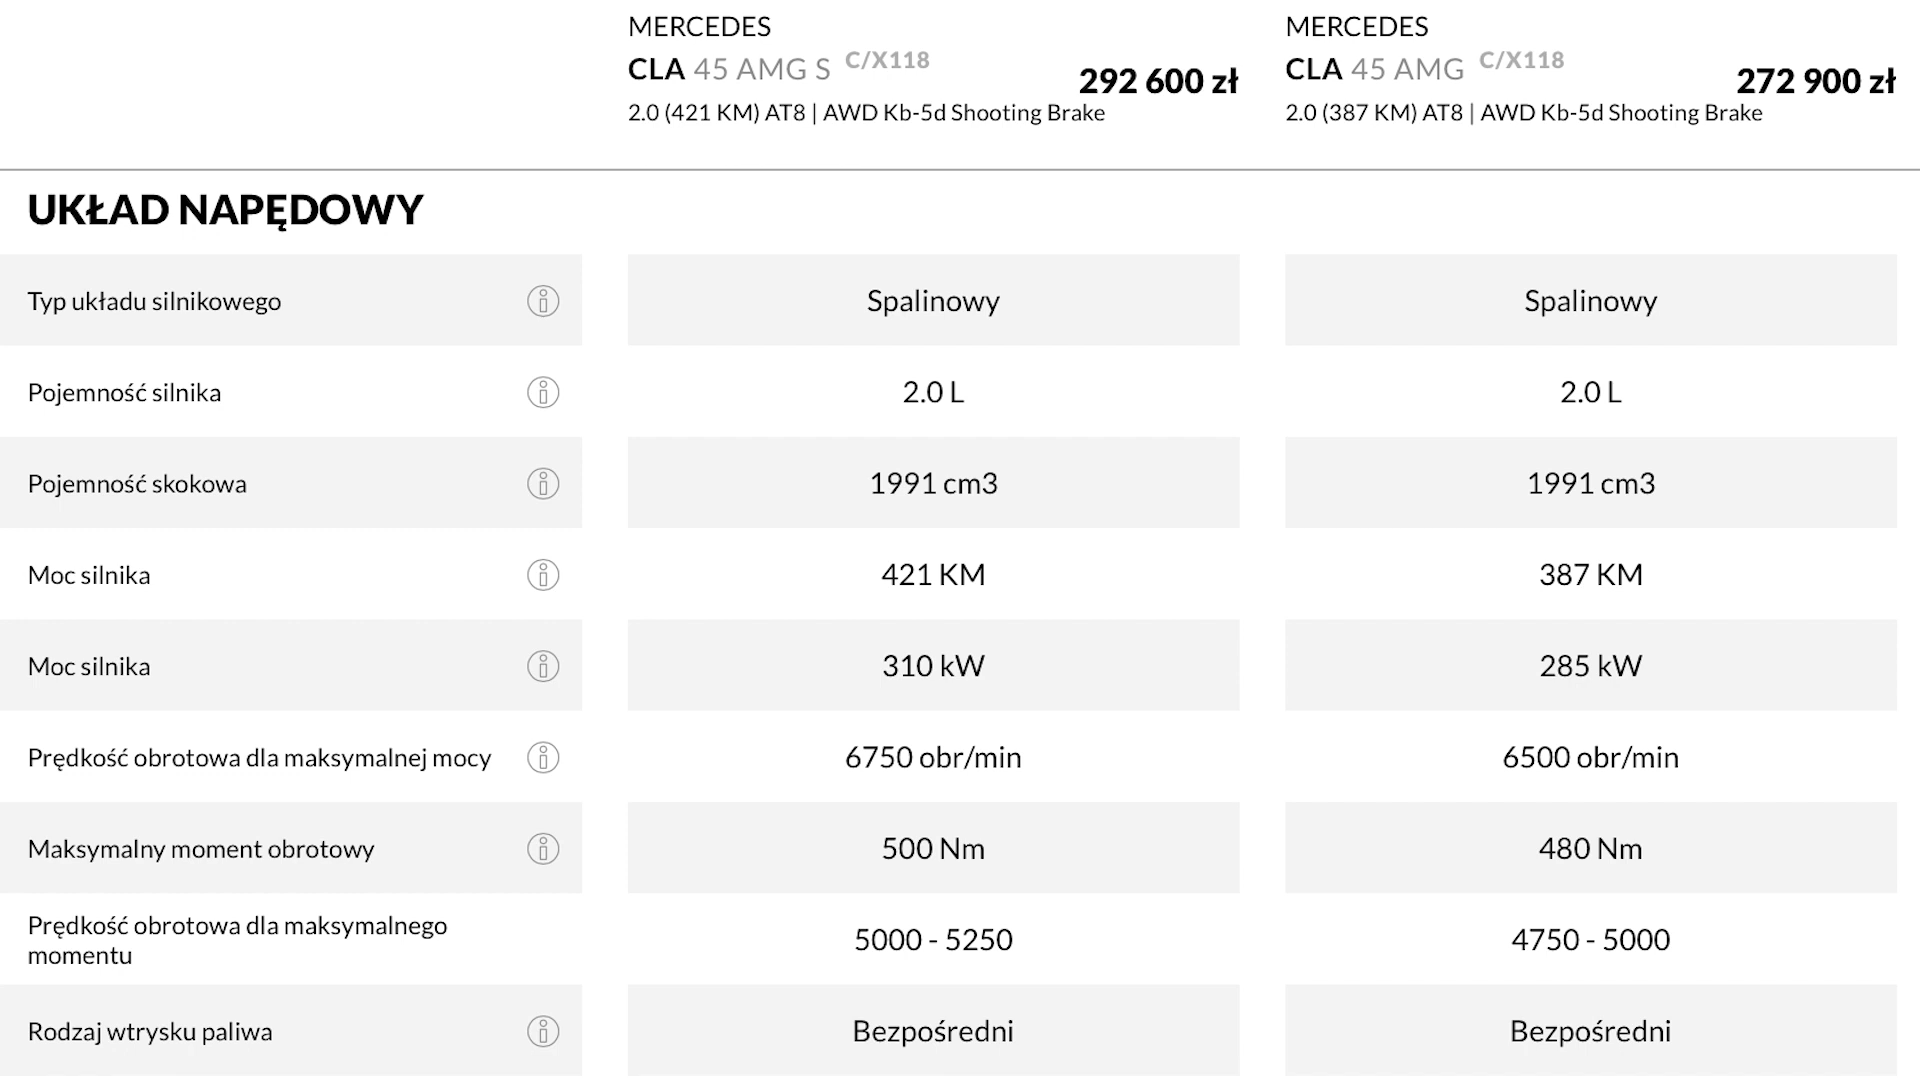 MERCEDES
CLA 45 AMG S C/X118
292 600 zł
2.0 (421 KM) AT8 | AWD Kb-5d Shooting Brake
MERCEDES
CLA 45 AMG C/X118
272 900 zł
2.0 (387 KM) AT8 | AWD Kb-5d Shooting Brake
UKŁAD NAPĘDOWY
Typ układu silnikowego Spalinowy Spalinowy
Pojemność silnika 2.0 L 2.0 L
Pojemność skokowa 1991 cm3 1991 cm3
Moc silnika 421 KM 387 KM
Moc silnika 310 kW 285 kW
Prędkość obrotowa dla maksymalnej mocy 6750 obr/min 6500 obr/min
Maksymalny moment obrotowy 500 Nm 480 Nm
Prędkość obrotowa dla maksymalnego
momentu 5000 - 5250 4750 - 5000
Rodzaj wtrysku paliwa Bezpośredni Bezpośredni